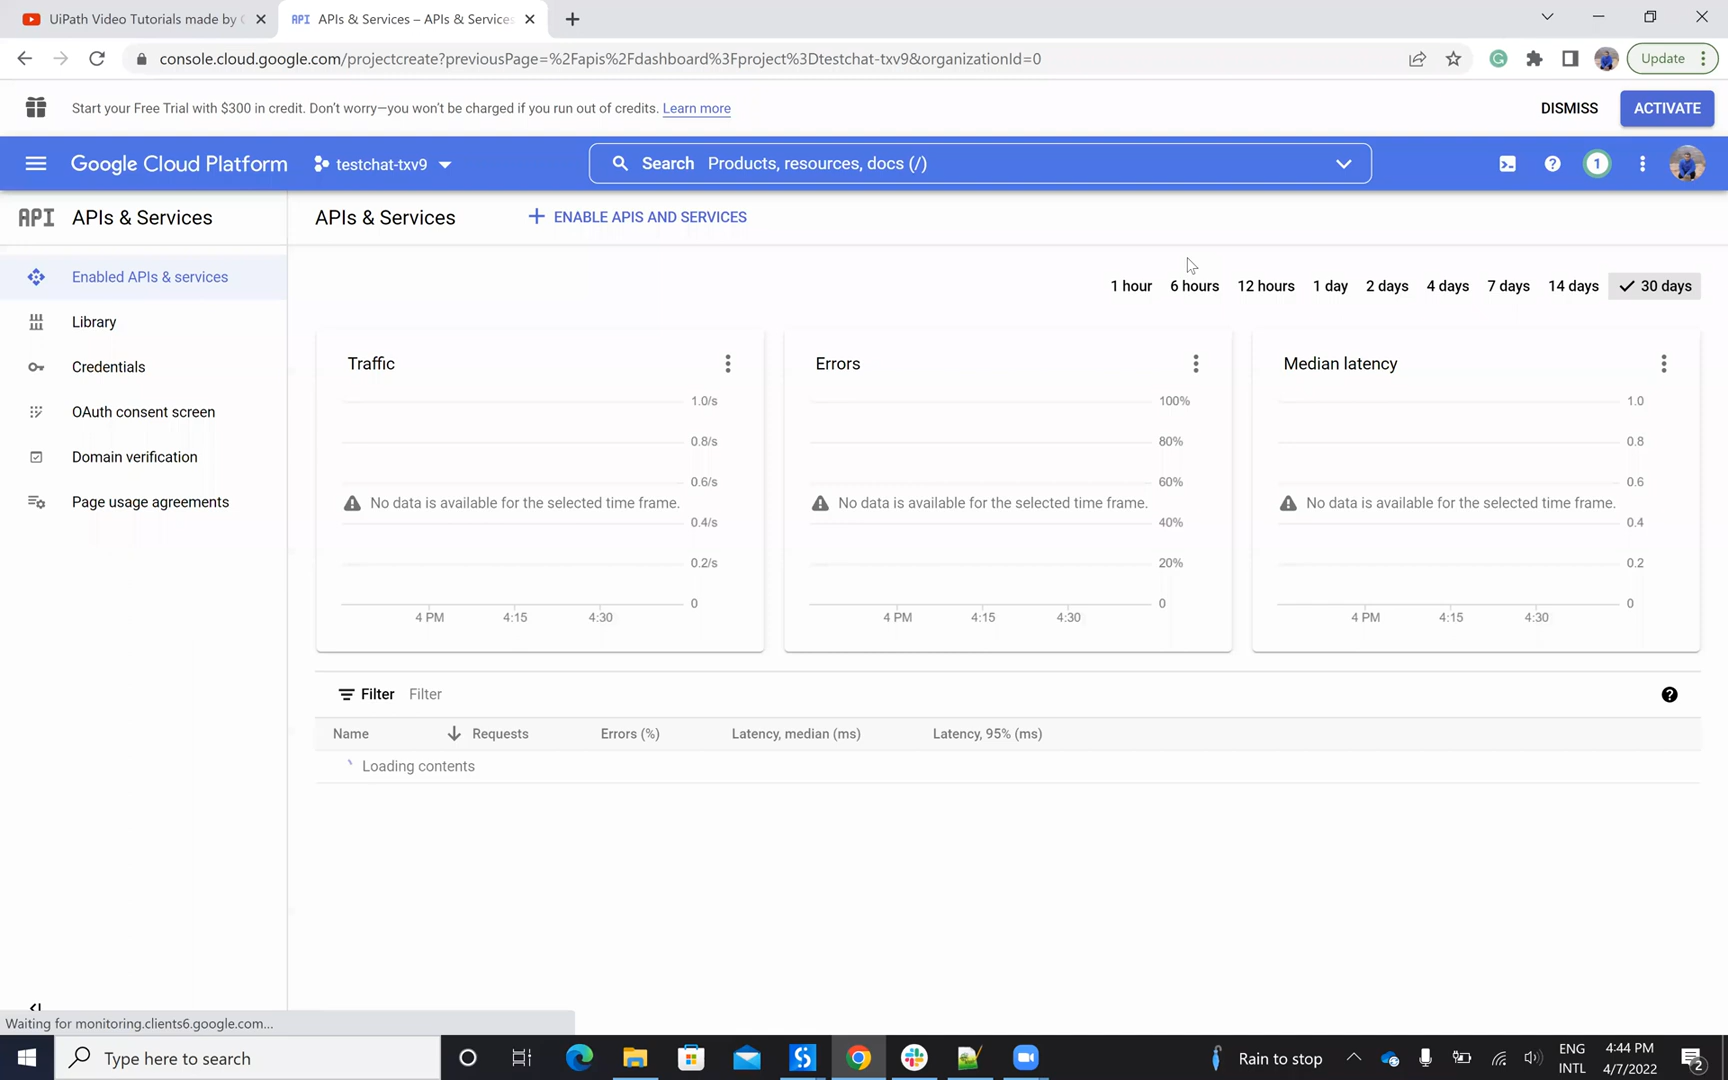 UiPath Video Tutorials made by
API APIs & Services – APIs & Services
console.cloud.google.com/projectcreate?previousPage=%2Fapis%2Fdashboard%3Fproject%3Dtestchat-txv9&organizationId=0
Update
Start your Free Trial with $300 in credit. Don't worry—you won't be charged if you run out of credits. Learn more
DISMISS
ACTIVATE
Google Cloud Platform
testchat-txv9
Search Products, resources, docs (/)
1
API APIs & Services
APIs & Services
ENABLE APIS AND SERVICES
Enabled APIs & services
Library
Credentials
OAuth consent screen
Domain verification
Page usage agreements
1 hour 6 hours 12 hours 1 day 2 days 4 days 7 days 14 days 30 days
Traffic
1.0/s
0.8/s
0.6/s
No data is available for the selected time frame.
0.4/s
0.2/s
0
4 PM 4:15 4:30
Errors
100%
80%
60%
No data is available for the selected time frame.
40%
20%
0
4 PM 4:15 4:30
Median latency
1.0
0.8
0.6
No data is available for the selected time frame.
0.4
0.2
0
4 PM 4:15 4:30
Filter Filter
Name Requests Errors (%) Latency, median (ms) Latency, 95% (ms)
Loading contents
Waiting for monitoring.clients6.google.com...
Type here to search
Rain to stop
ENG
INTL
4:44 PM
4/7/2022
2